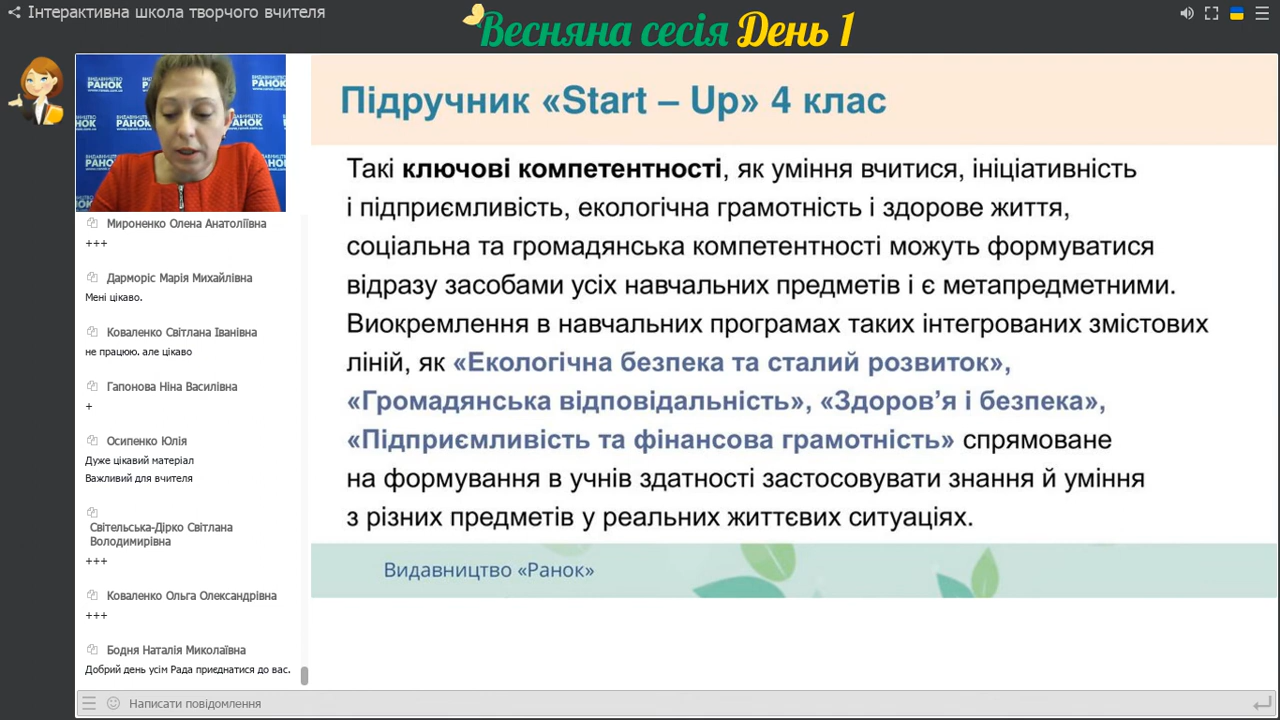 Інтерактивна школа творчого вчителя
Весняна сесія День 1
ВИДАВНИЦТВО
РАНОК
ВИДАВНИЦТВО
РАНОК
Підручник «Start – Up» 4 клас
Такі ключові компетентності, як уміння вчитися, ініціативність
і підприємливість, екологічна грамотність і здорове життя,
соціальна та громадянська компетентності можуть формуватися
відразу засобами усіх навчальних предметів і є метапредметними.
Виокремлення в навчальних програмах таких інтегрованих змістових
ліній, як «Екологічна безпека та сталий розвиток»,
«Громадянська відповідальність», «Здоров’я і безпека»,
«Підприємливість та фінансова грамотність» спрямоване
на формування в учнів здатності застосовувати знання й уміння
з різних предметів у реальних життєвих ситуаціях.
Видавництво «Ранок»
Мироненко Олена Анатоліївна
+++
Дарморіс Марія Михайлівна
Мені цікаво.
Коваленко Світлана Іванівна
не працюю. але цікаво
Гапонова Ніна Василівна
+
Осипенко Юлія
Дуже цікавий матеріал
Важливий для вчителя
Світельська-Дірко Світлана
Володимирівна
+++
Коваленко Ольга Олександрівна
+++
Бодня Наталія Миколаївна
Добрий день усім Рада приєднатися до вас.
Написати повідомлення